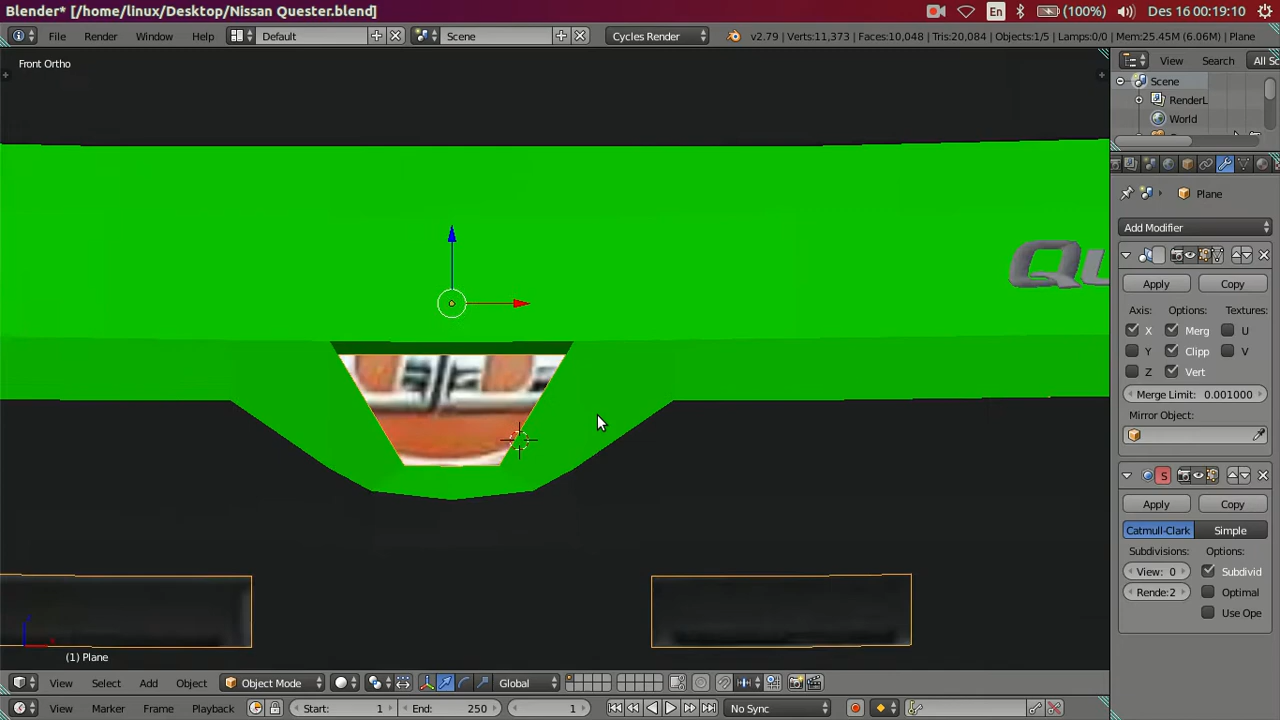 Blender* [/home/linux/Desktop/Nissan Quester.blend]
En (100%) Des 16 00:19:10
File Render Window Help Default Scene Cycles Render v2.79 | Verts:11,373 | Faces:10,048 | Tris:20,084 | Objects:1/5 | Lamps:0/0 | Mem:25.45M (6.06M) | Plane
Front Ortho
View Search All Sc
Scene
RenderL
World
Plane
Add Modifier
Apply Copy
Axis: Options: Textures:
X Merg U
Y Clipp V
Z Vert
Merge Limit: 0.001000
Mirror Object:
S
Apply Copy
Catmull-Clark Simple
Subdivisions: Options:
View: 0 Subdivid
Rende:2 Optimal
Use Ope
Qu
(1) Plane
View Select Add Object Object Mode Global
View Marker Frame Playback Start: 1 End: 250 1 No Sync